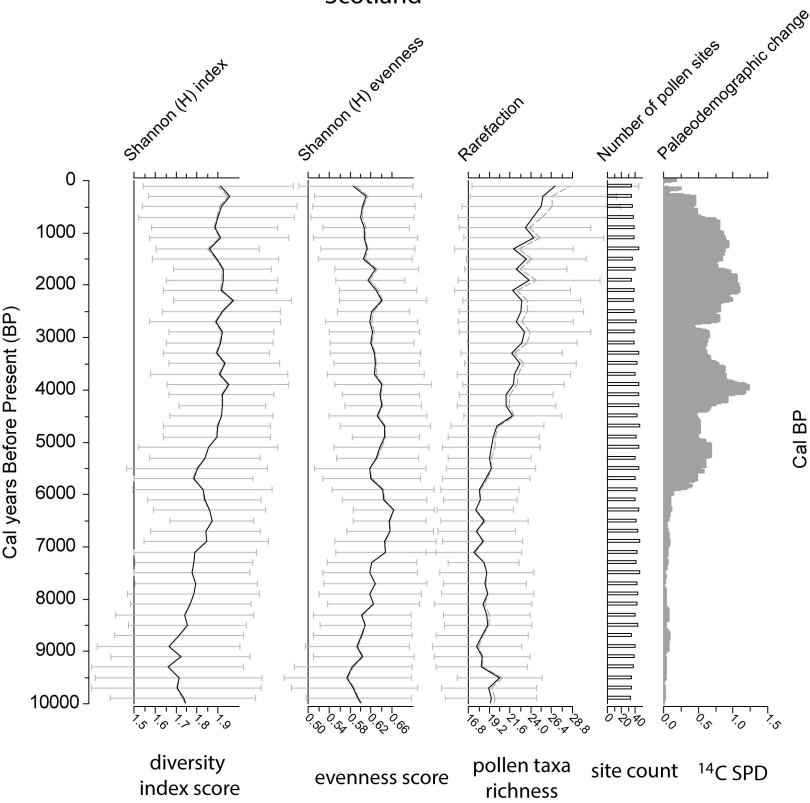 Scotland
Shannon (H) index
Shannon (H) evenness
Rarefaction
Number of pollen sites
Palaeodemographic change
Cal years Before Present (BP)
0
1000
2000
3000
4000
5000
6000
7000
8000
9000
10000
1.5 1.6 1.7 1.8 1.9
0.50 0.54 0.58 0.62 0.66
16.8 19.2 21.6 24.0 26.4 28.8
0 20 40
0.0 0.5 1.0 1.5
diversity
index score
evenness score
pollen taxa
richness
site count
¹⁴C SPD
Cal BP